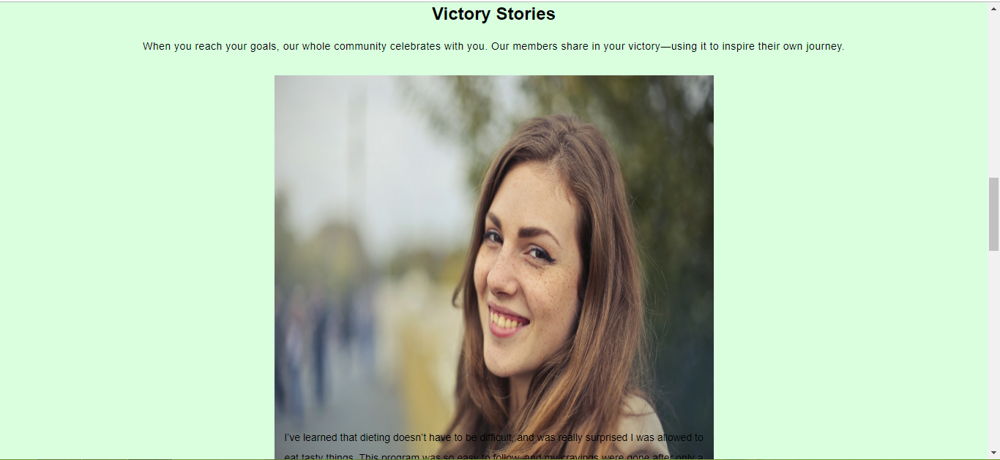 Victory Stories
When you reach your goals, our whole community celebrates with you. Our members share in your victory—using it to inspire their own journey.
I’ve learned that dieting doesn’t have to be difficult, and was really surprised I was allowed to
eat tasty things. This program was so easy to follow, and my cravings were gone after only a